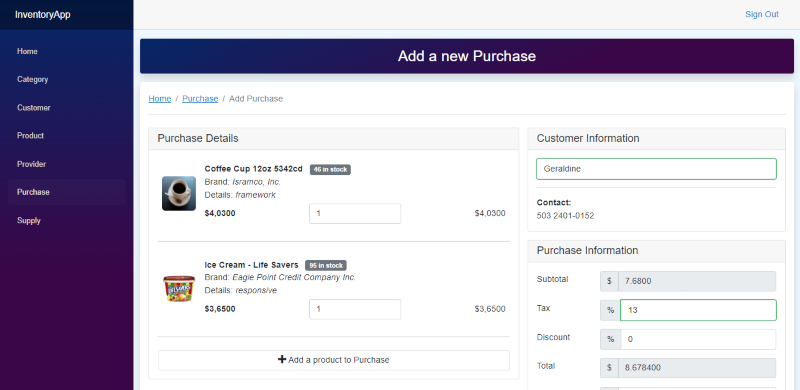 InventoryApp
Sign Out
Home
Category
Customer
Product
Provider
Purchase
Supply
Add a new Purchase
Home / Purchase / Add Purchase
Purchase Details
Coffee Cup 12oz 5342cd 46 in stock
Brand: Isramco, Inc.
Details: framework
$4,0300 1 $4,0300
Ice Cream - Life Savers 95 in stock
Brand: Eagle Point Credit Company Inc.
Details: responsive
$3,6500 1 $3,6500
+ Add a product to Purchase
Customer Information
Geraldine
Contact:
503 2401-0152
Purchase Information
Subtotal $ 7.6800
Tax % 13
Discount % 0
Total $ 8.678400